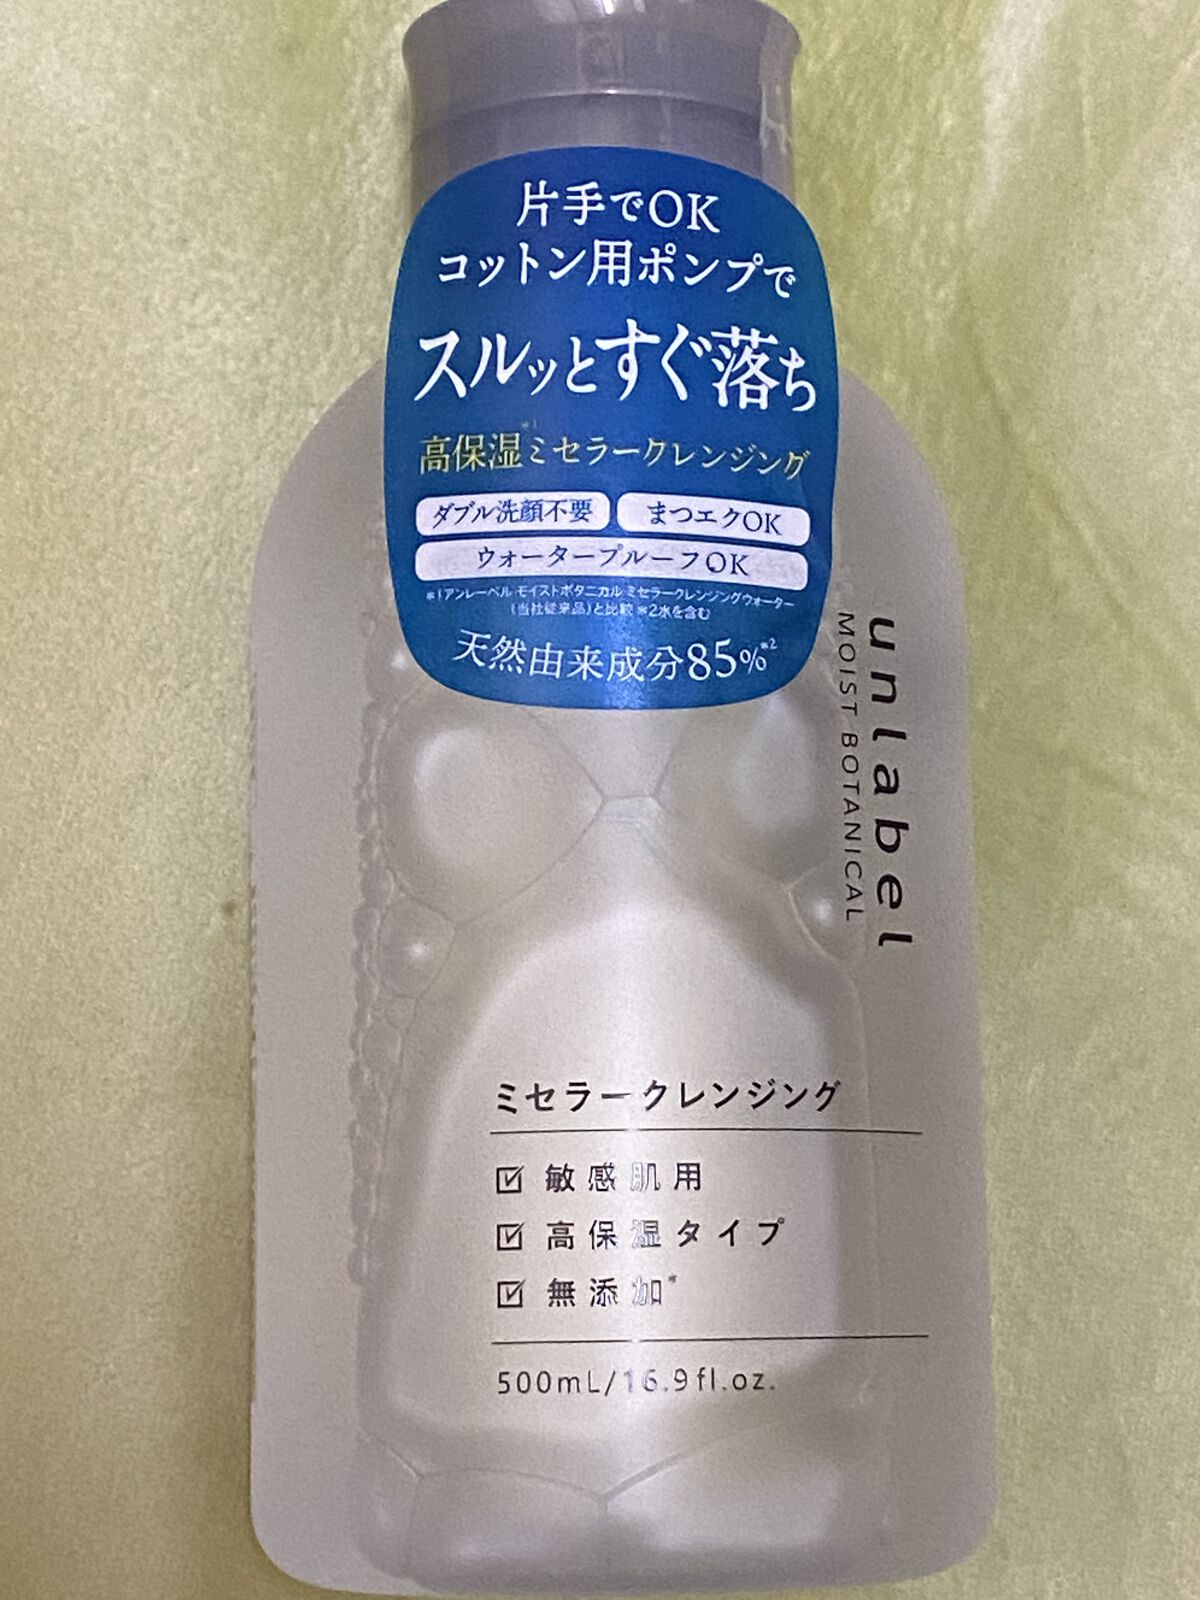 片手でOK
コットン用ポンプで
スルッとすぐ落ち
高保湿*1ミセラークレンジング
ダブル洗顔不要
まつエクOK
ウォータープルーフOK
*1アンレーベル モイストボタニカル ミセラークレンジングウォーター
(当社従来品)と比較 *2水を含む
天然由来成分85%*2
unlabel
MOIST BOTANICAL
ミセラークレンジング
☑ 敏感肌用
☑ 高保湿タイプ
☑ 無添加*
500mL/16.9fl.oz.